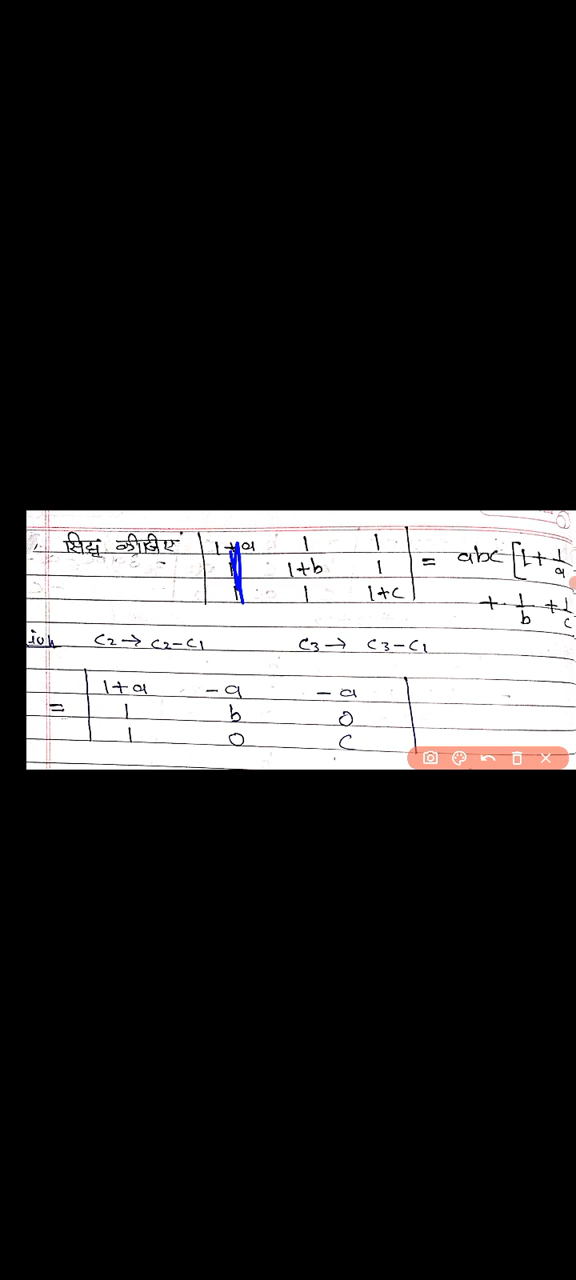 सिद्ध कीजिए | 1+a 1 1 | = abc [1+ 1/a
| 1 1+b 1 | + 1/b + 1/c
| 1 1 1+c |
ion C2 → C2-C1 C3 → C3-C1
= | 1+a -a -a |
| 1 b 0 |
| 1 0 c |